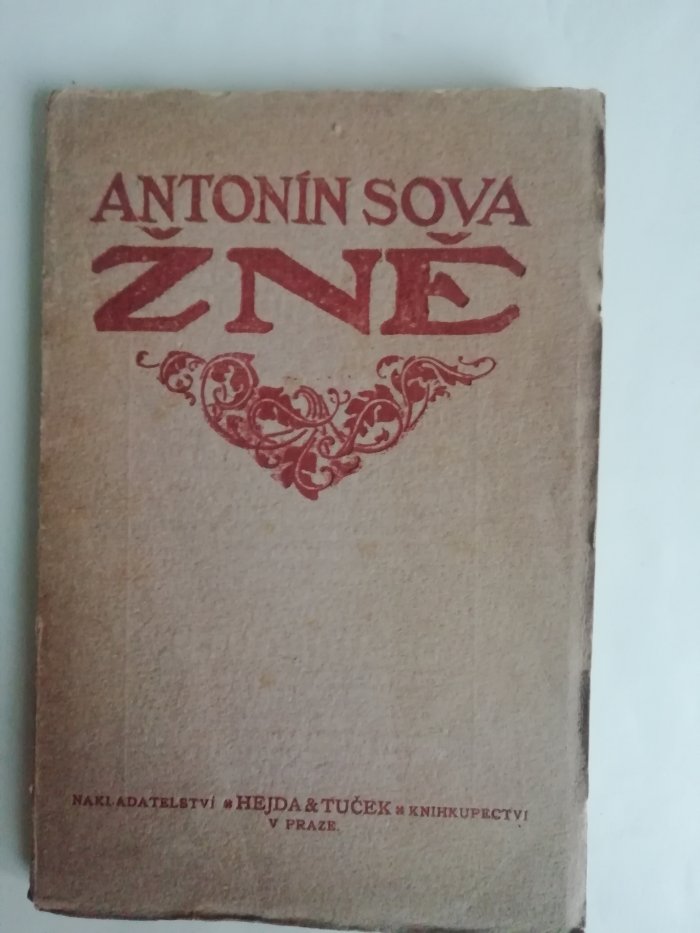 ANTONÍN SOVA
ŽNĚ
NAKLADATELSTVÍ HEJDA & TUČEK KNIHKUPECTVÍ
V PRAZE.